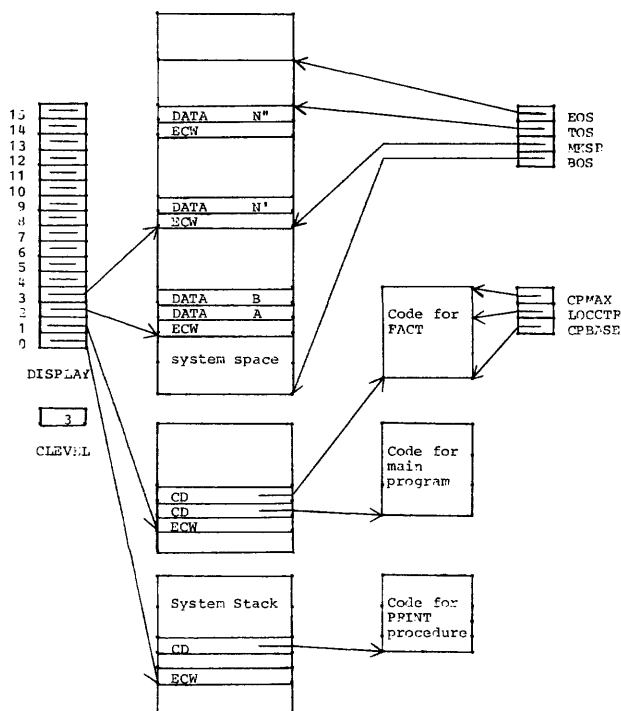 15
14
13
12
11
10
9
8
7
6
5
4
3
2
1
0
DISPLAY
3
CLEVEL
DATA N"
ECW
DATA N'
ECW
DATA B
DATA A
ECW
system space
EOS
TOS
MKSP
BOS
Code for
FACT
CPMAX
LOCCTR
CPBASE
CD
CD
ECW
Code for
main
program
System Stack
CD
ECW
Code for
PRINT
procedure